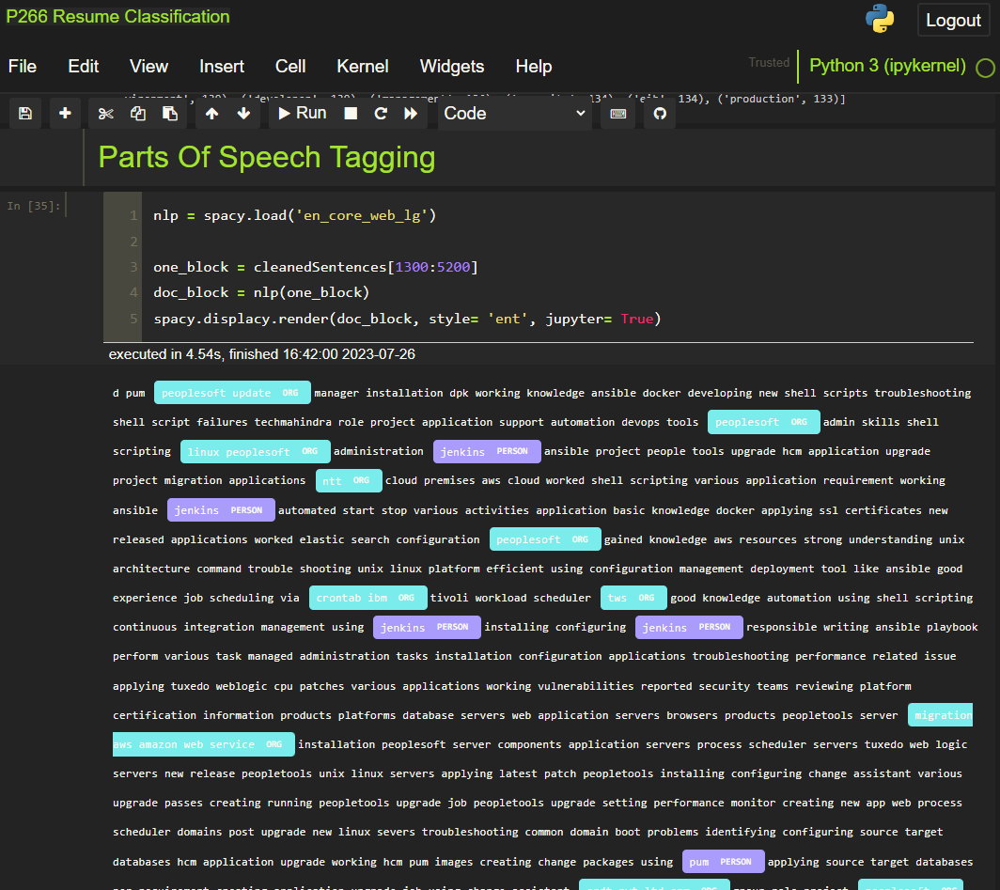 P266 Resume Classification
Logout
File Edit View Insert Cell Kernel Widgets Help
Trusted
Python 3 (ipykernel)
134), ('production', 133)]
Run
Code
Parts Of Speech Tagging
In [35]:
1 nlp = spacy.load('en_core_web_lg')
2
3 one_block = cleanedSentences[1300:5200]
4 doc_block = nlp(one_block)
5 spacy.displacy.render(doc_block, style= 'ent', jupyter= True)
executed in 4.54s, finished 16:42:00 2023-07-26
d pum peoplesoft update ORG manager installation dpk working knowledge ansible docker developing new shell scripts troubleshooting
shell script failures techmahindra role project application support automation devops tools peoplesoft ORG admin skills shell
scripting linux peoplesoft ORG administration jenkins PERSON ansible project people tools upgrade hcm application upgrade
project migration applications ntt ORG cloud premises aws cloud worked shell scripting various application requirement working
ansible jenkins PERSON automated start stop various activities application basic knowledge docker applying ssl certificates new
released applications worked elastic search configuration peoplesoft ORG gained knowledge aws resources strong understanding unix
architecture command trouble shooting unix linux platform efficient using configuration management deployment tool like ansible good
experience job scheduling via crontab ibm ORG tivoli workload scheduler tws ORG good knowledge automation using shell scripting
continuous integration management using jenkins PERSON installing configuring jenkins PERSON responsible writing ansible playbook
perform various task managed administration tasks installation configuration applications troubleshooting performance related issue
applying tuxedo weblogic cpu patches various applications working vulnerabilities reported security teams reviewing platform
certification information products platforms database servers web application servers browsers products peopletools server migration
aws amazon web service ORG installation peoplesoft server components application servers process scheduler servers tuxedo web logic
servers new release peopletools unix linux servers applying latest patch peopletools installing configuring change assistant various
upgrade passes creating running peopletools upgrade job peopletools upgrade setting performance monitor creating new app web process
scheduler domains post upgrade new linux severs troubleshooting common domain boot problems identifying configuring source target
databases hcm application upgrade working hcm pum images creating change packages using pum PERSON applying source target databases